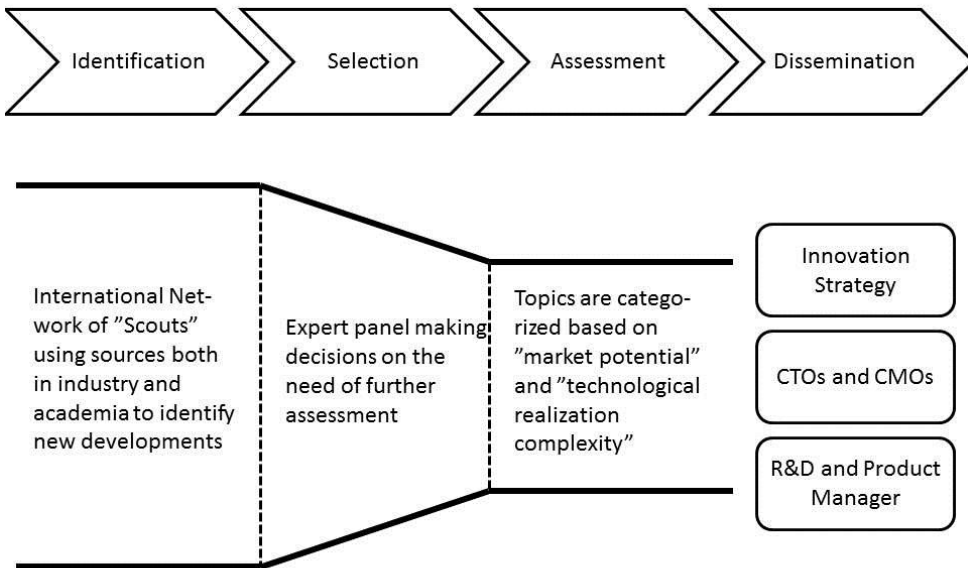 Identification
Selection
Assessment
Dissemination
International Net-
work of ”Scouts”
using sources both
in industry and
academia to identify
new developments
Expert panel making
decisions on the
need of further
assessment
Topics are catego-
rized based on
”market potential”
and ”technological
realization
complexity”
Innovation
Strategy
CTOs and CMOs
R&D and Product
Manager